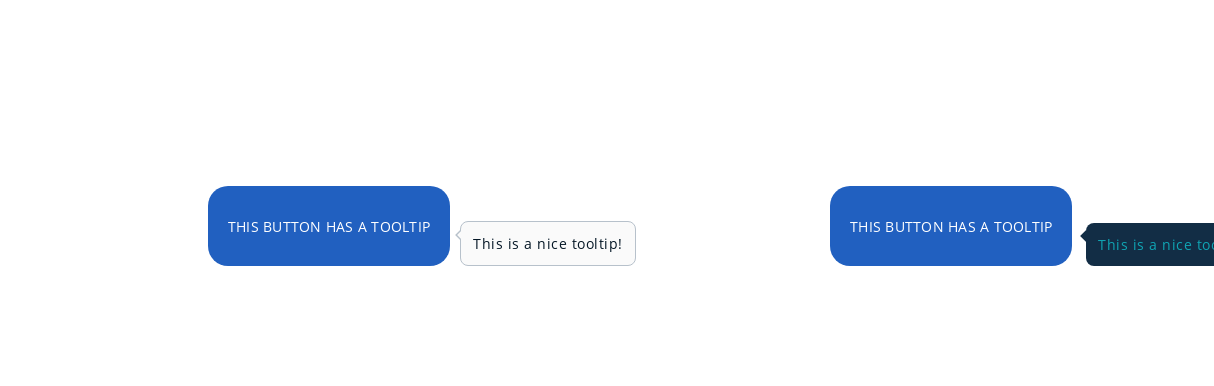 THIS BUTTON HAS A TOOLTIP
This is a nice tooltip!
THIS BUTTON HAS A TOOLTIP
This is a nice